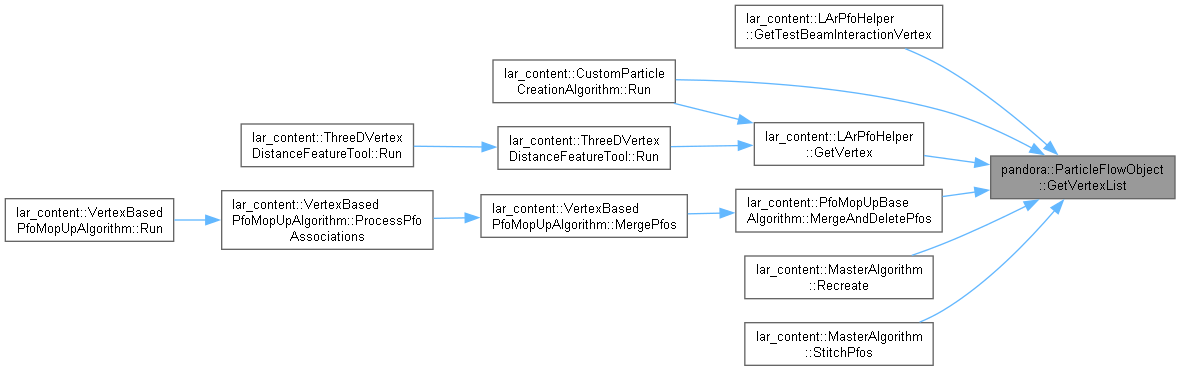 lar_content::LArPfoHelper
::GetTestBeamInteractionVertex
lar_content::CustomParticle
CreationAlgorithm::Run
lar_content::ThreeDVertex
DistanceFeatureTool::Run
lar_content::ThreeDVertex
DistanceFeatureTool::Run
lar_content::LArPfoHelper
::GetVertex
pandora::ParticleFlowObject
::GetVertexList
lar_content::VertexBased
PfoMopUpAlgorithm::Run
lar_content::VertexBased
PfoMopUpAlgorithm::ProcessPfo
Associations
lar_content::VertexBased
PfoMopUpAlgorithm::MergePfos
lar_content::PfoMopUpBase
Algorithm::MergeAndDeletePfos
lar_content::MasterAlgorithm
::Recreate
lar_content::MasterAlgorithm
::StitchPfos